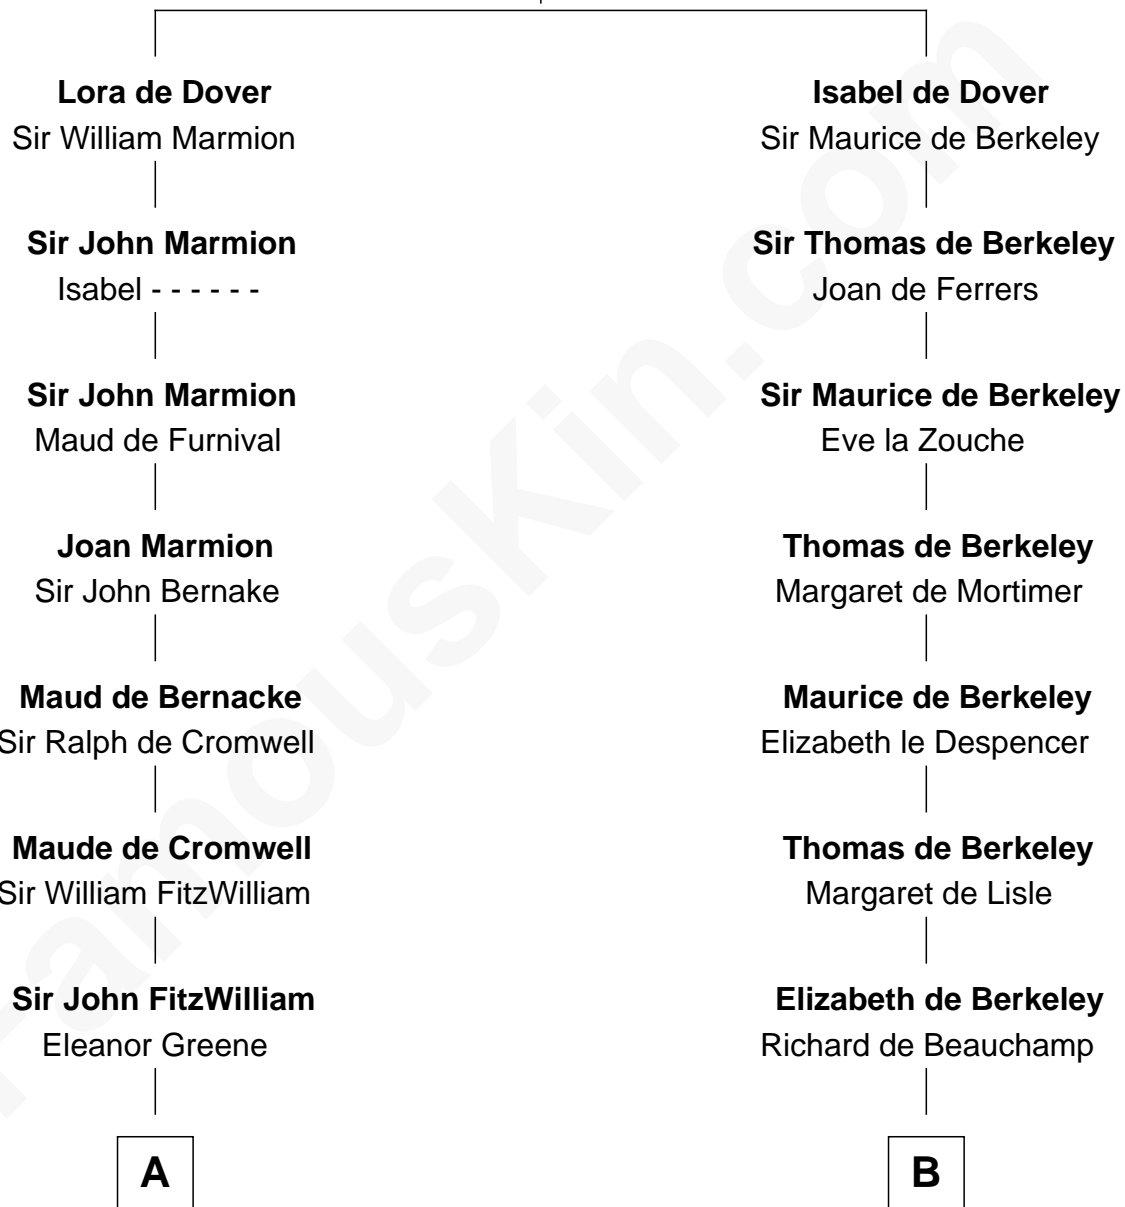 Lora de Dover
Sir William Marmion
Sir John Marmion
Isabel - - - - - -
Sir John Marmion
Maud de Furnival
Joan Marmion
Sir John Bernake
Maud de Bernacke
Sir Ralph de Cromwell
Maude de Cromwell
Sir William FitzWilliam
Sir John FitzWilliam
Eleanor Greene
A
Isabel de Dover
Sir Maurice de Berkeley
Sir Thomas de Berkeley
Joan de Ferrers
Sir Maurice de Berkeley
Eve la Zouche
Thomas de Berkeley
Margaret de Mortimer
Maurice de Berkeley
Elizabeth le Despencer
Thomas de Berkeley
Margaret de Lisle
Elizabeth de Berkeley
Richard de Beauchamp
B
FamousKin.com